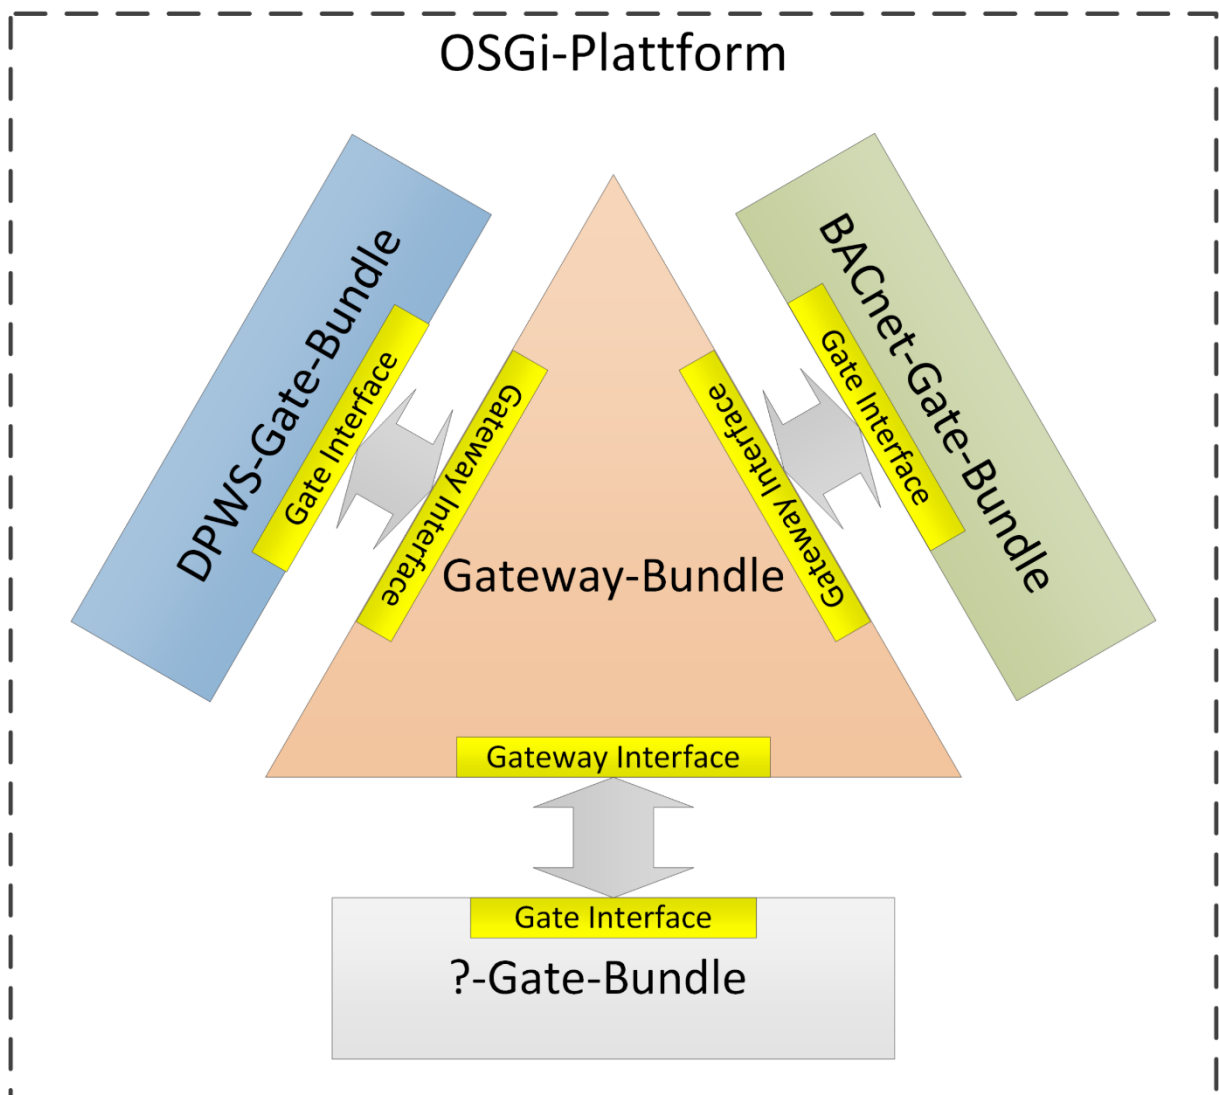 OSGi-Plattform
DPWS-Gate-Bundle
Gate Interface
Gateway Interface
BACnet-Gate-Bundle
Gate Interface
Gateway Interface
Gateway-Bundle
Gateway Interface
Gate Interface
?-Gate-Bundle